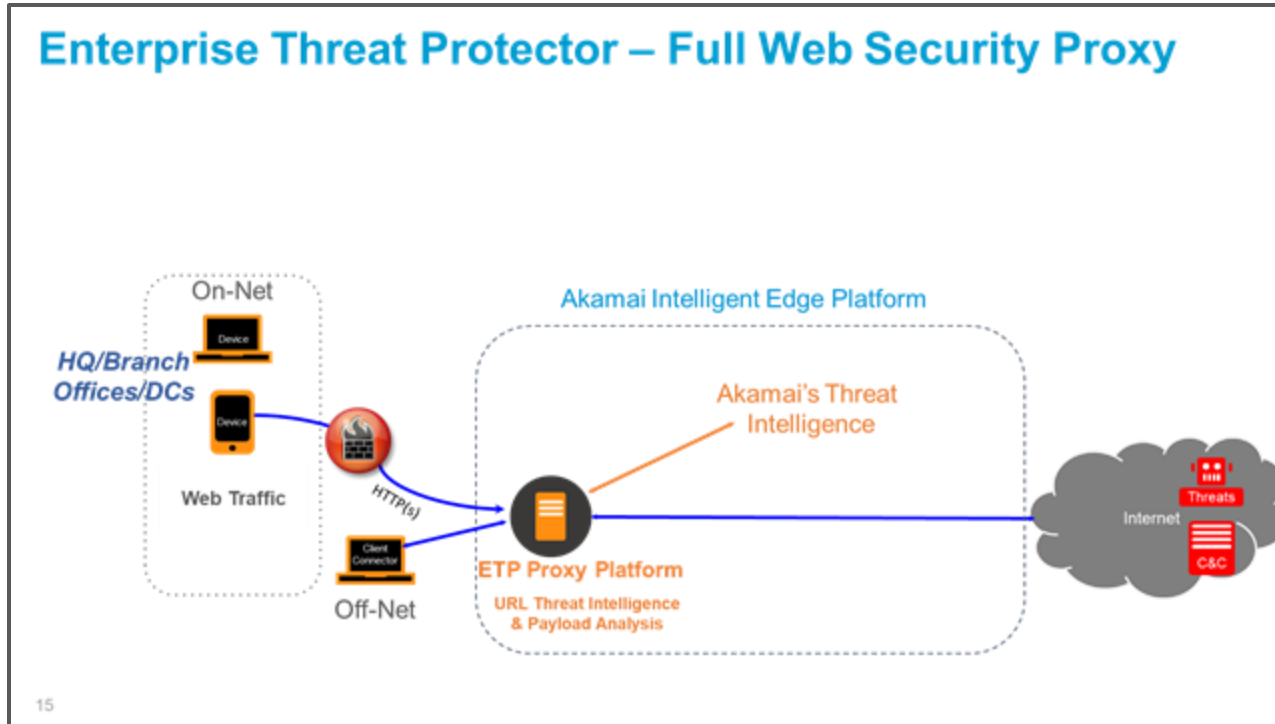 Enterprise Threat Protector – Full Web Security Proxy
On-Net
Device
HQ/Branch
Offices/DCs
Device
Web Traffic
HTTP(s)
Client
Connector
Off-Net
Akamai Intelligent Edge Platform
Akamai's Threat
Intelligence
ETP Proxy Platform
URL Threat Intelligence
& Payload Analysis
Threats
Internet
C&C
15